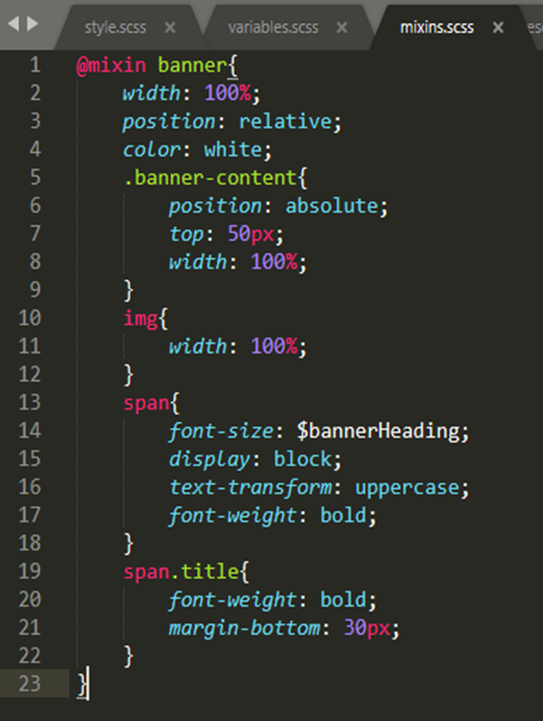 style.scss x variables.scss x mixins.scss x
1 @mixin banner{
2 width: 100%;
3 position: relative;
4 color: white;
5 .banner-content{
6 position: absolute;
7 top: 50px;
8 width: 100%;
9 }
10 img{
11 width: 100%;
12 }
13 span{
14 font-size: $bannerHeading;
15 display: block;
16 text-transform: uppercase;
17 font-weight: bold;
18 }
19 span.title{
20 font-weight: bold;
21 margin-bottom: 30px;
22 }
23 }